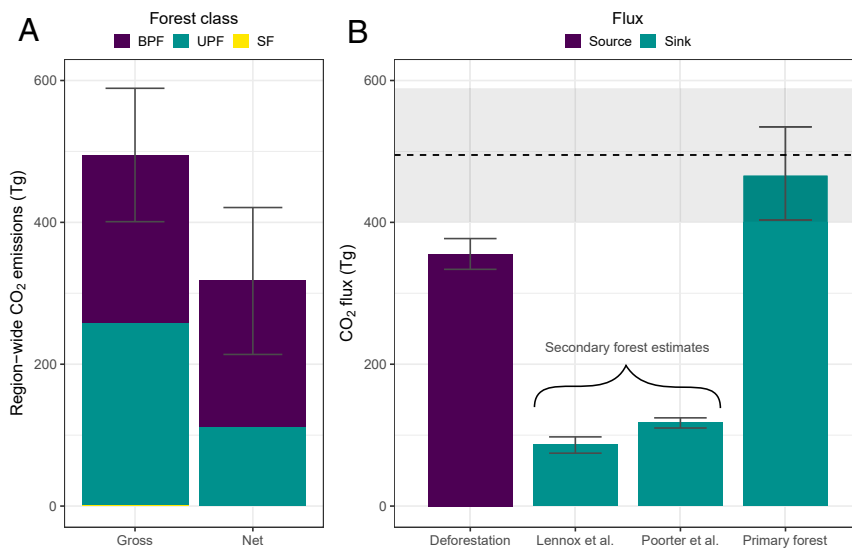 A
Forest class
BPF UPF SF
Region−wide CO2 emissions (Tg)
600
400
200
0
Gross Net
B
Flux
Source Sink
CO2 flux (Tg)
600
400
200
0
Secondary forest estimates
Deforestation Lennox et al. Poorter et al. Primary forest